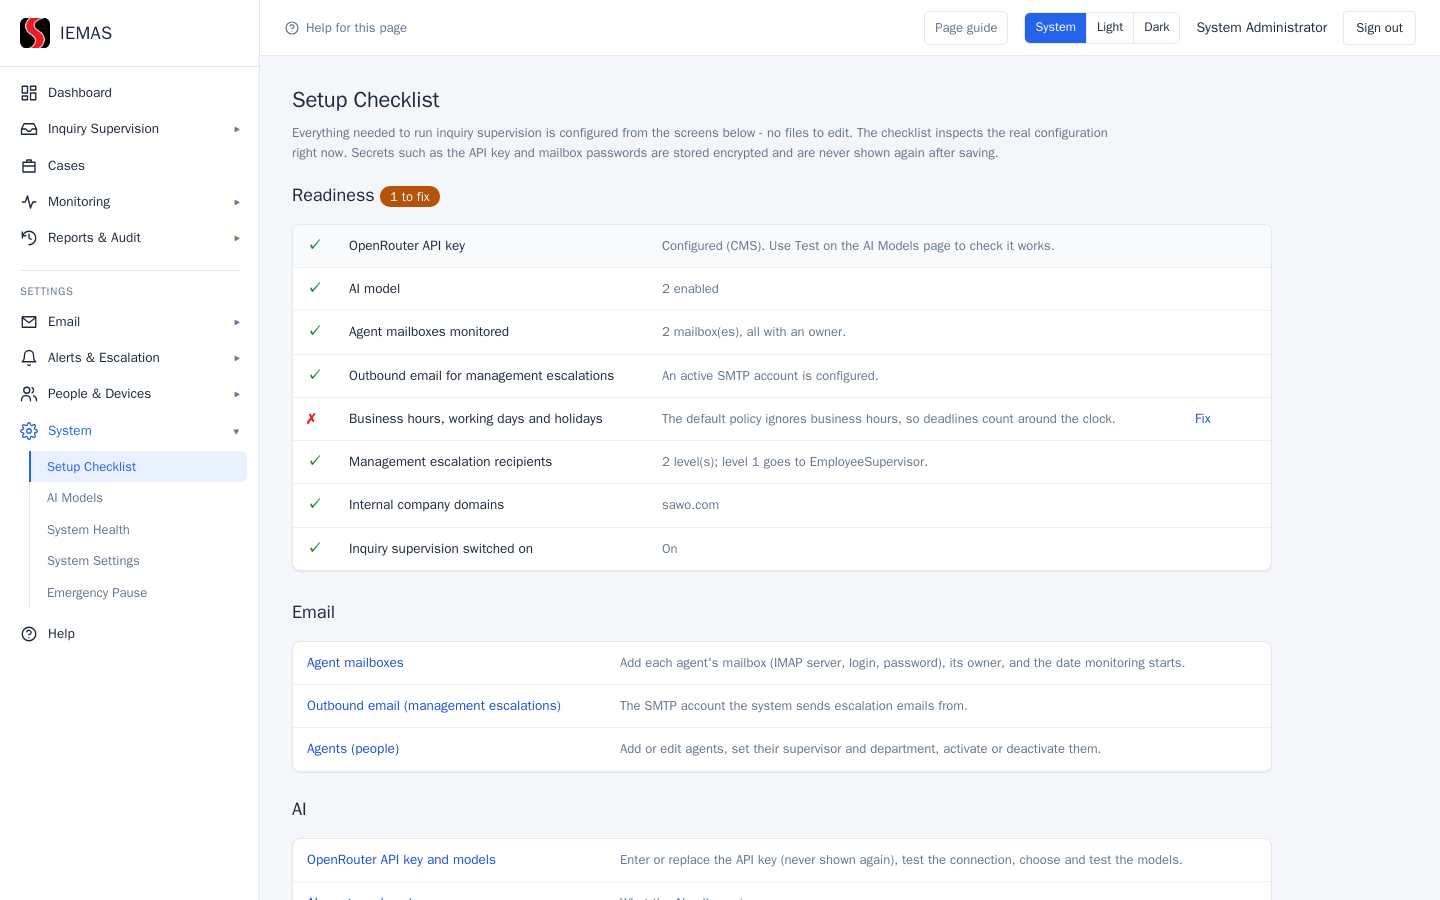 IEMAS
Help for this page
Page guide
System
Light
Dark
System Administrator
Sign out
Dashboard
Inquiry Supervision
Cases
Monitoring
Reports & Audit
SETTINGS
Email
Alerts & Escalation
People & Devices
System
Setup Checklist
AI Models
System Health
System Settings
Emergency Pause
Help
Setup Checklist
Everything needed to run inquiry supervision is configured from the screens below - no files to edit. The checklist inspects the real configuration
right now. Secrets such as the API key and mailbox passwords are stored encrypted and are never shown again after saving.
Readiness 1 to fix
✓ OpenRouter API key Configured (CMS). Use Test on the AI Models page to check it works.
✓ AI model 2 enabled
✓ Agent mailboxes monitored 2 mailbox(es), all with an owner.
✓ Outbound email for management escalations An active SMTP account is configured.
✗ Business hours, working days and holidays The default policy ignores business hours, so deadlines count around the clock. Fix
✓ Management escalation recipients 2 level(s); level 1 goes to EmployeeSupervisor.
✓ Internal company domains sawo.com
✓ Inquiry supervision switched on On
Email
Agent mailboxes Add each agent's mailbox (IMAP server, login, password), its owner, and the date monitoring starts.
Outbound email (management escalations) The SMTP account the system sends escalation emails from.
Agents (people) Add or edit agents, set their supervisor and department, activate or deactivate them.
AI
OpenRouter API key and models Enter or replace the API key (never shown again), test the connection, choose and test the models.